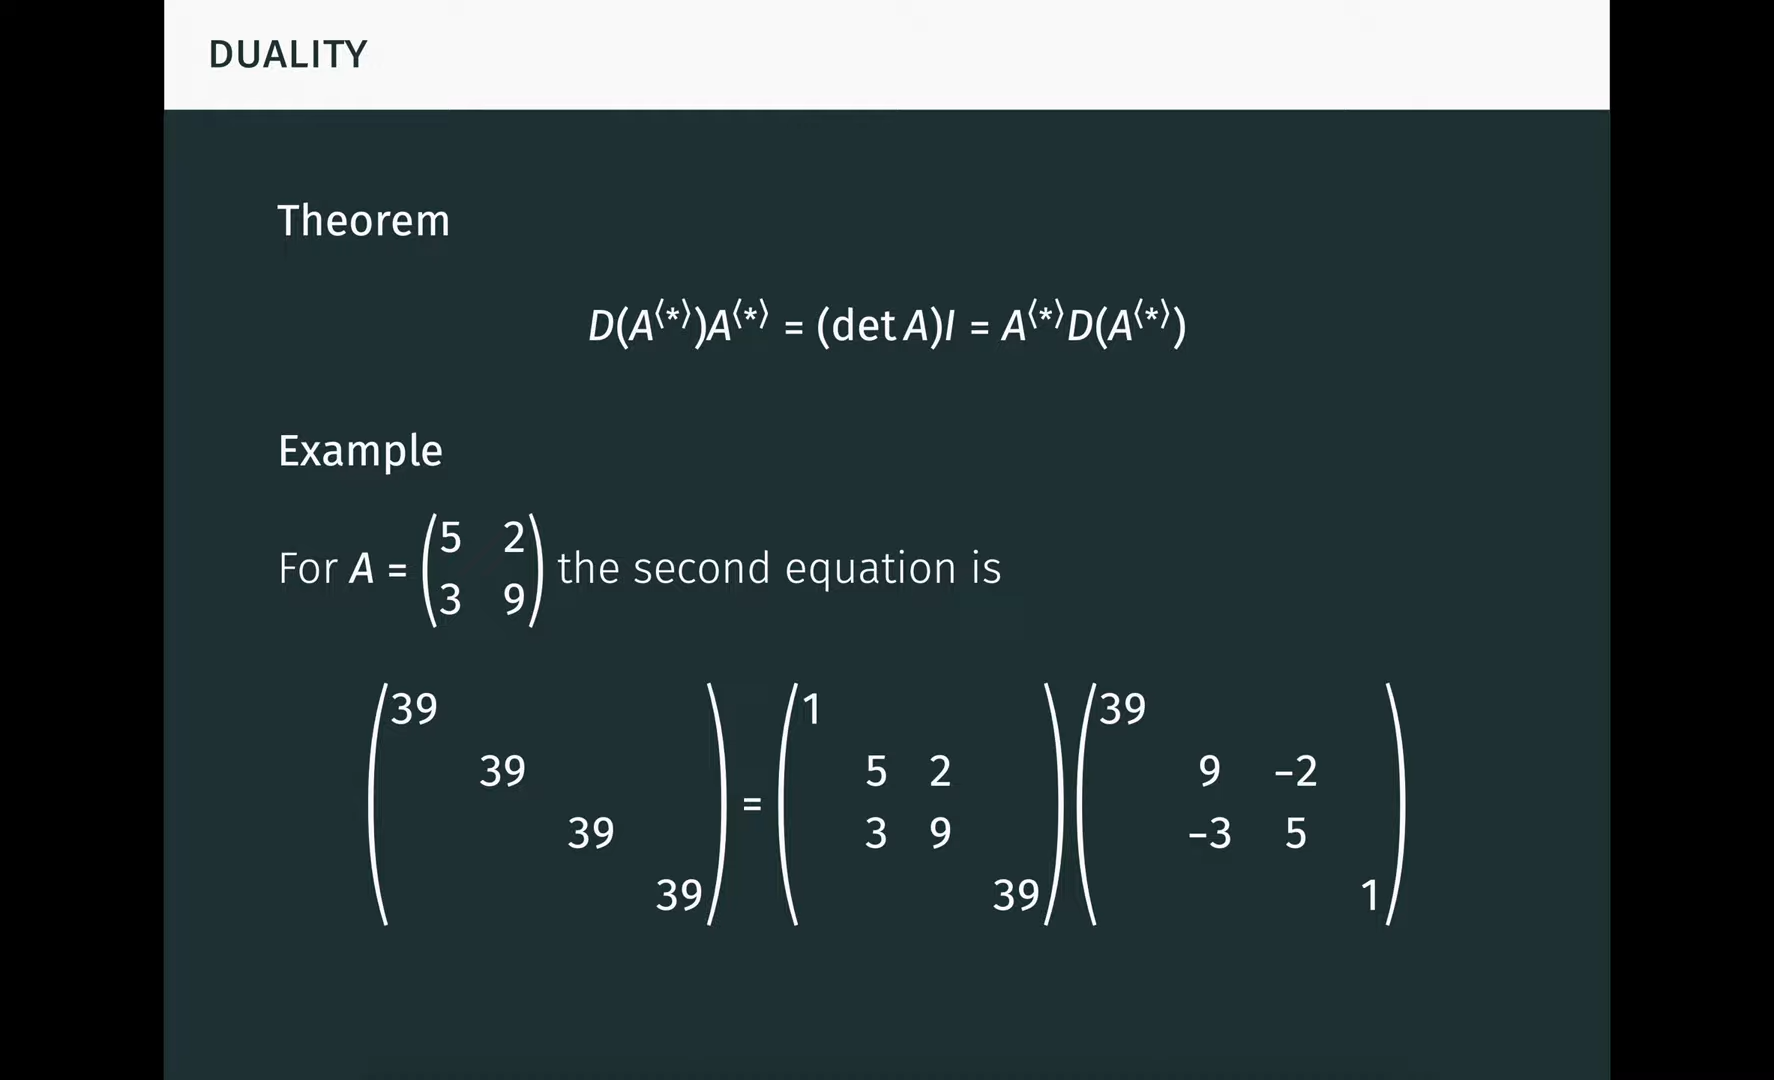 DUALITY
Theorem
D(A⟨*⟩)A⟨*⟩ = (det A)I = A⟨*⟩D(A⟨*⟩)
Example
For A = (5 2
3 9) the second equation is
(39
39
39
39) = (1
5 2
3 9
39) (39
9 −2
−3 5
1)